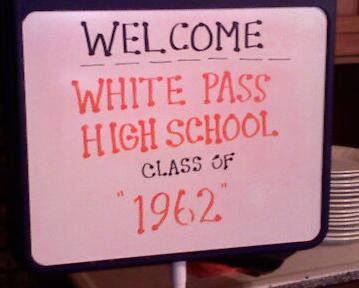 WELCOME
WHITE PASS
HIGH SCHOOL
CLASS OF
"1962"